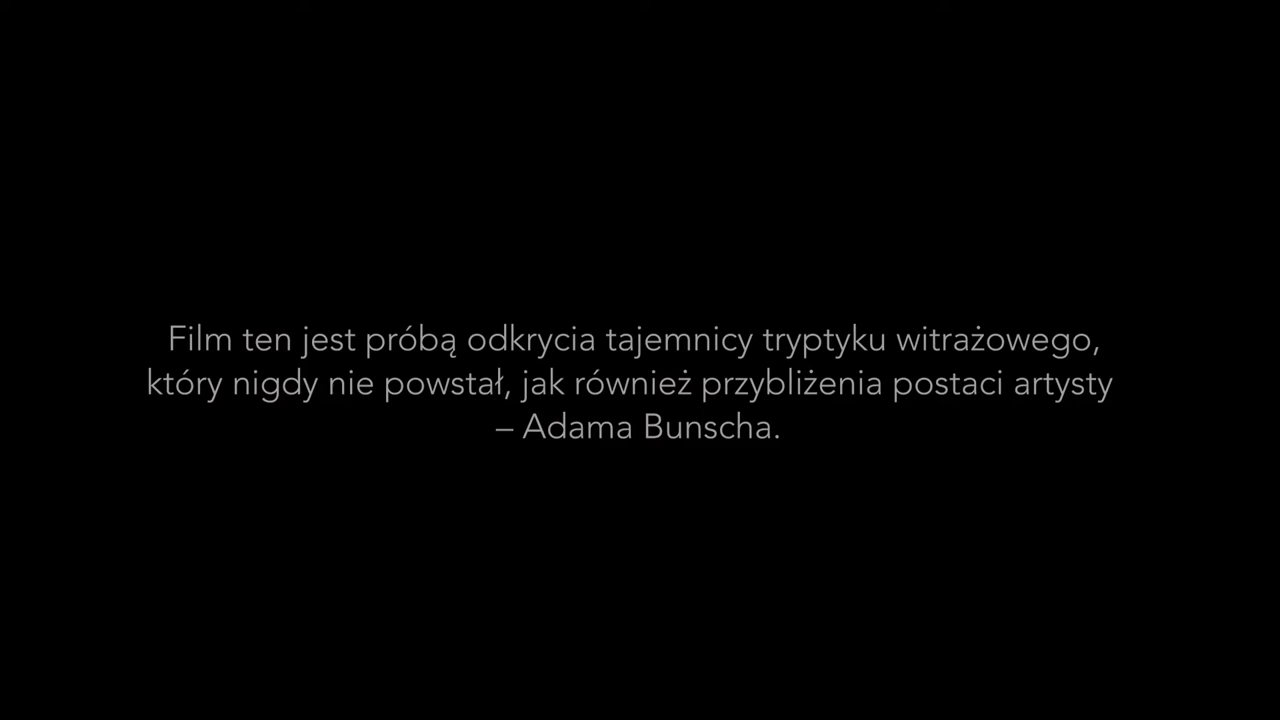 Film ten jest próbą odkrycia tajemnicy tryptyku witrażowego,
który nigdy nie powstał, jak również przybliżenia postaci artysty
– Adama Bunscha.